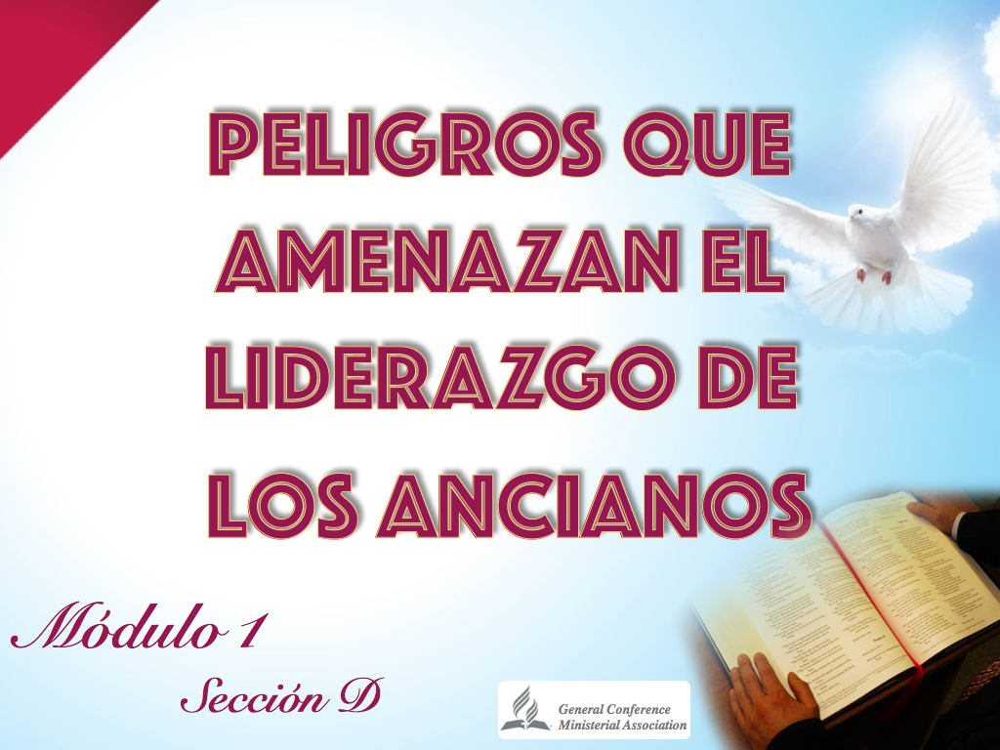 PELIGROS QUE
AMENAZAN EL
LIDERAZGO DE
LOS ANCIANOS
Módulo 1
Sección D
General Conference
Ministerial Association